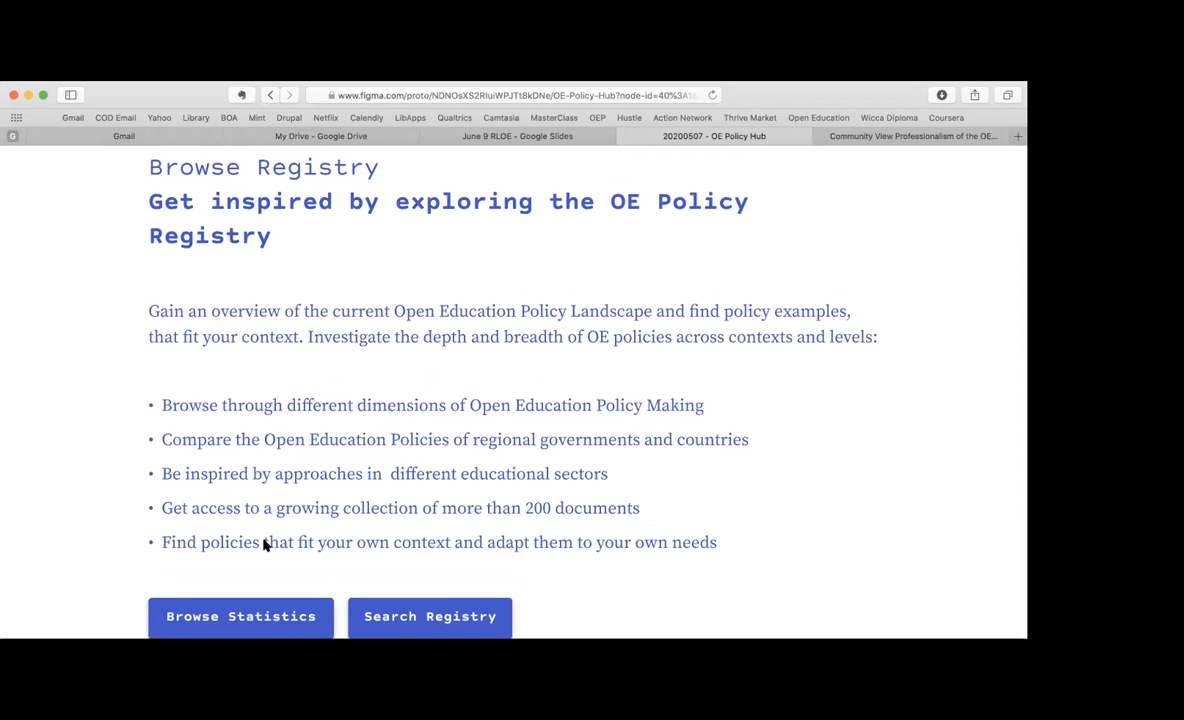 www.figma.com/proto/NDNOsXS2RluiWPJTt8kDNe/OE-Policy-Hub?node-id=40%3A1
Gmail COD Email Yahoo Library BOA Mint Drupal Netflix Calendly LibApps Qualtrics Camtasia MasterClass OEP Hustle Action Network Thrive Market Open Education Wicca Diploma Coursera
G Gmail My Drive - Google Drive June 9 RLOE - Google Slides 20200507 - OE Policy Hub Community View Professionalism of the OE...
Browse Registry
Get inspired by exploring the OE Policy
Registry
Gain an overview of the current Open Education Policy Landscape and find policy examples,
that fit your context. Investigate the depth and breadth of OE policies across contexts and levels:
• Browse through different dimensions of Open Education Policy Making
• Compare the Open Education Policies of regional governments and countries
• Be inspired by approaches in different educational sectors
• Get access to a growing collection of more than 200 documents
• Find policies that fit your own context and adapt them to your own needs
Browse Statistics Search Registry